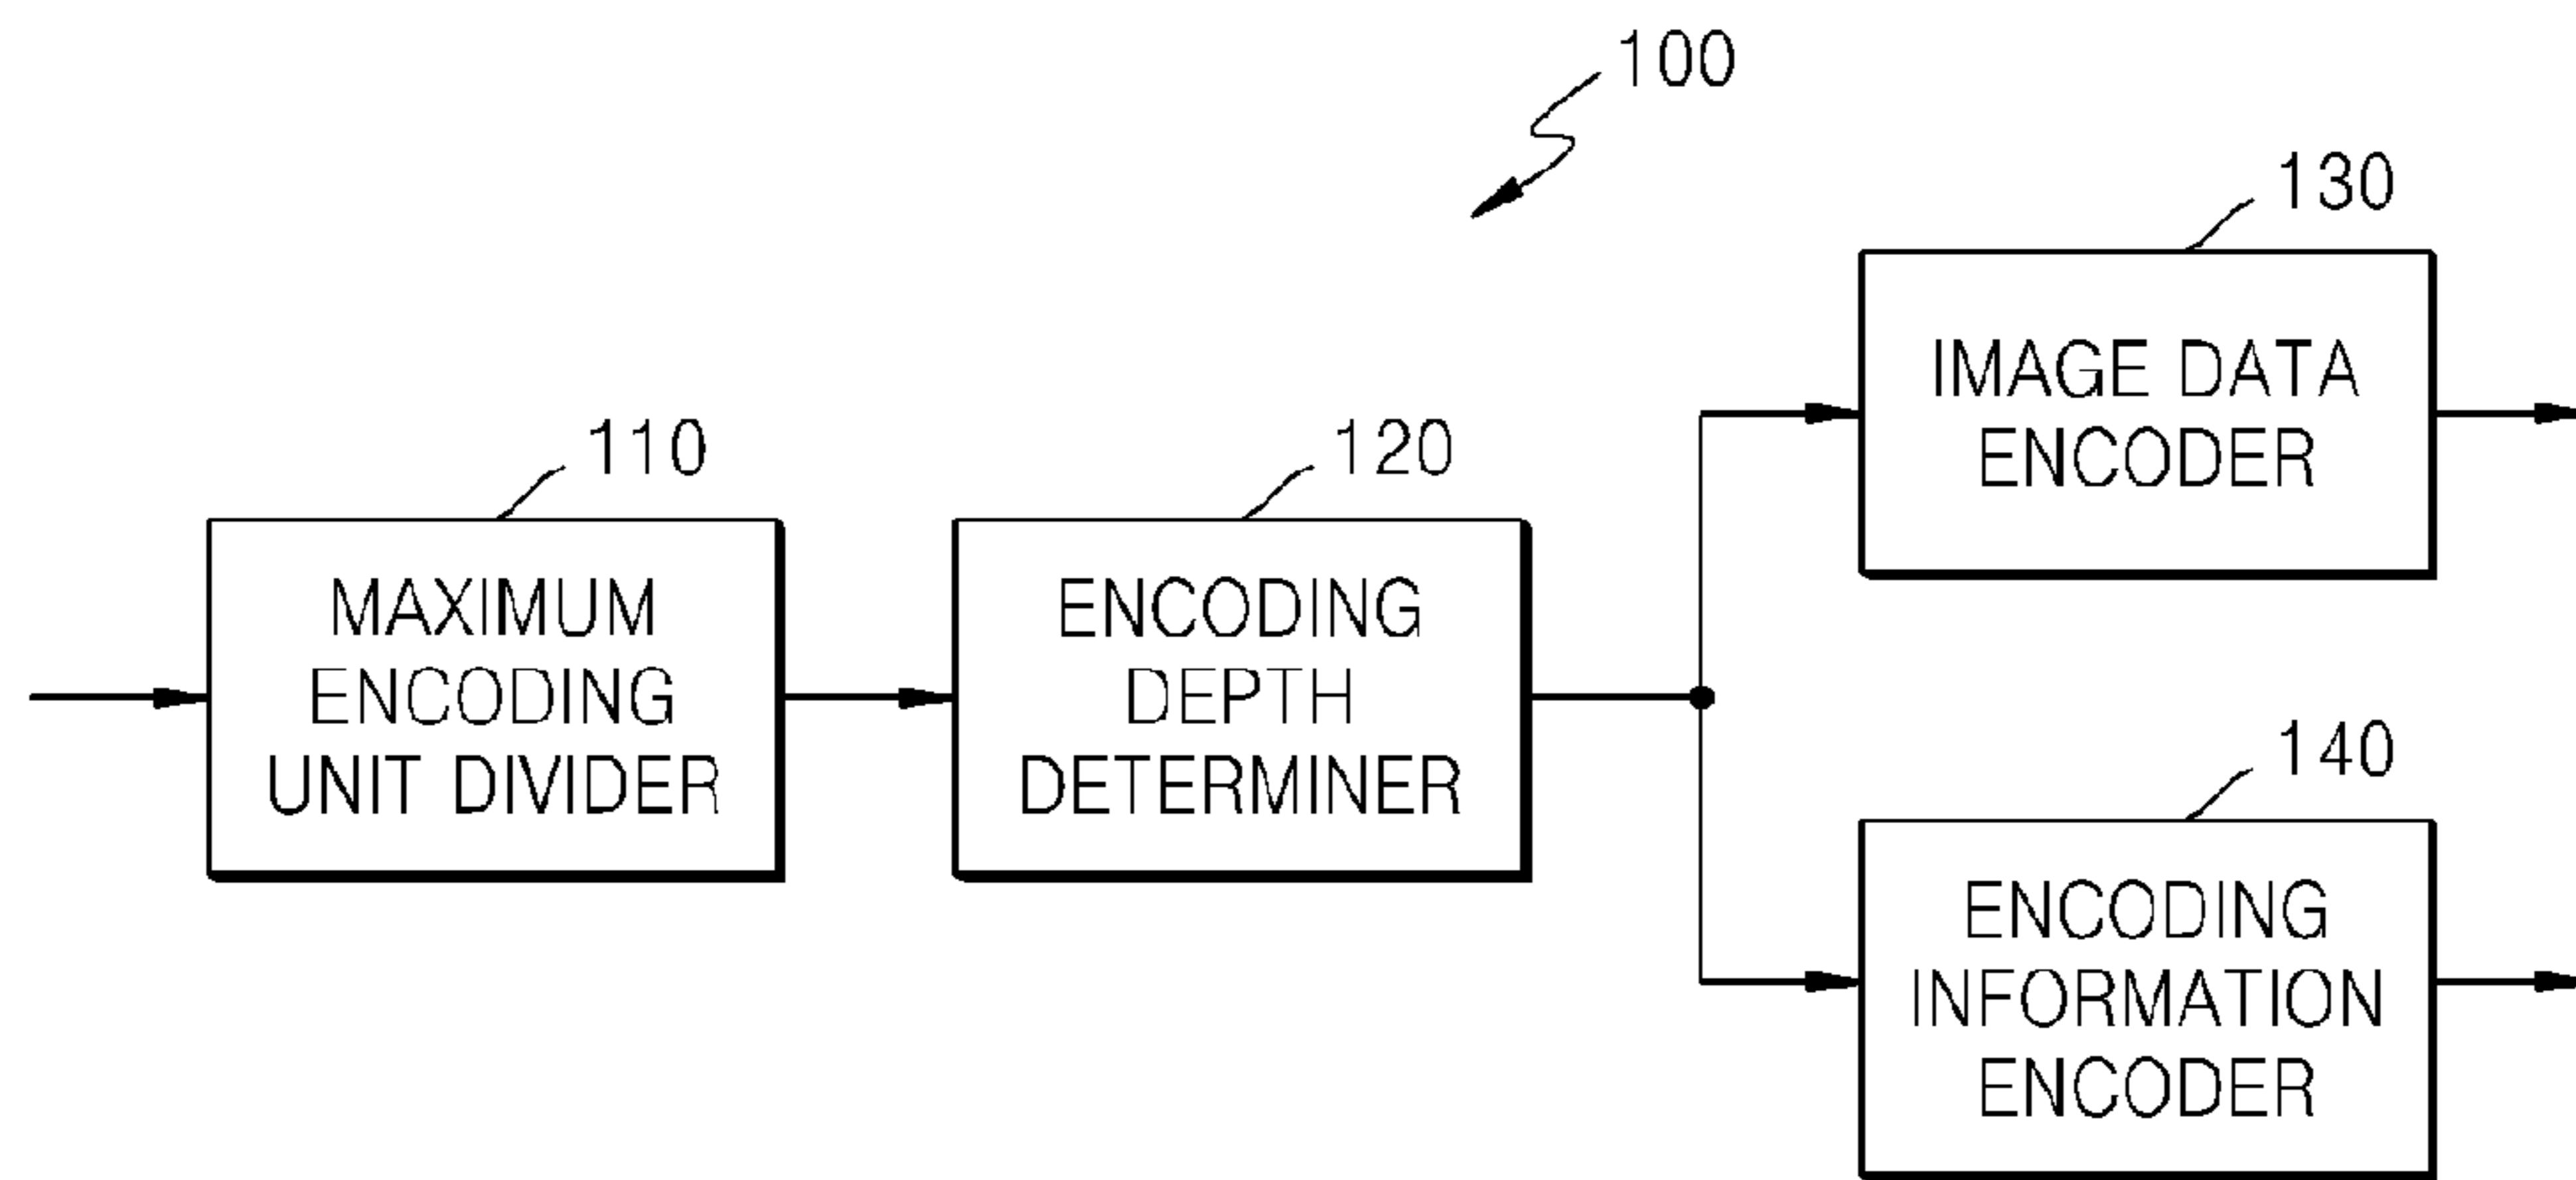 100
110
MAXIMUM
ENCODING
UNIT DIVIDER
120
ENCODING
DEPTH
DETERMINER
130
IMAGE DATA
ENCODER
140
ENCODING
INFORMATION
ENCODER